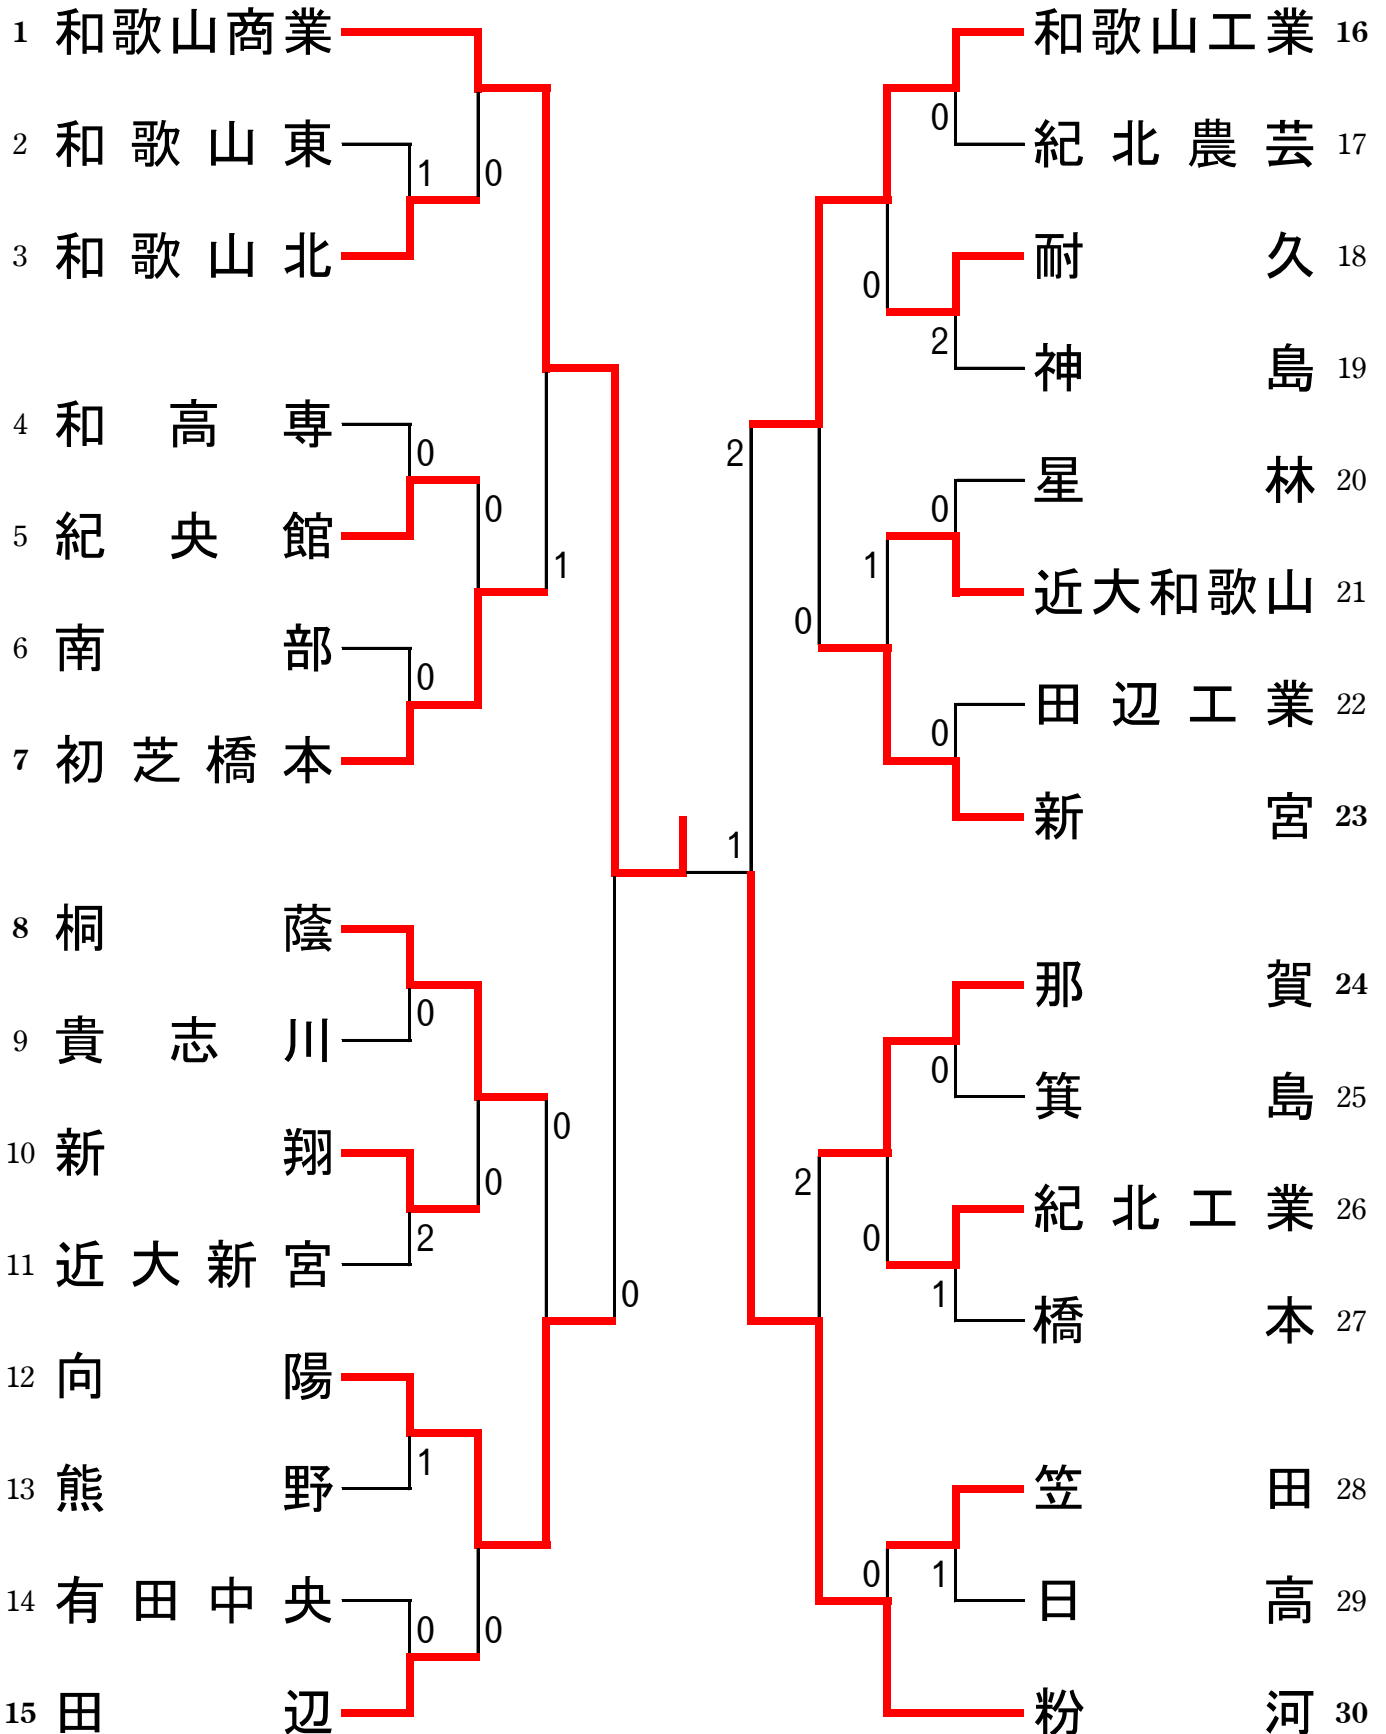 1 和歌山商業
2 和歌山東
1
0
3 和歌山北
4 和高専
0
5 紀央館
0
1
6 南部
0
7 初芝橋本
8 桐蔭
0
9 貴志川
0
10 新翔
0
2
11 近大新宮
0
12 向陽
1
13 熊野
14 有田中央
0
0
15 田辺
1
2
和歌山工業 16
0
紀北農芸 17
耐久 18
0
2
神島 19
星林 20
0
1
近大和歌山 21
0
田辺工業 22
0
新宮 23
那賀 24
0
箕島 25
2
紀北工業 26
0
1
橋本 27
笠田 28
0
1
日高 29
粉河 30